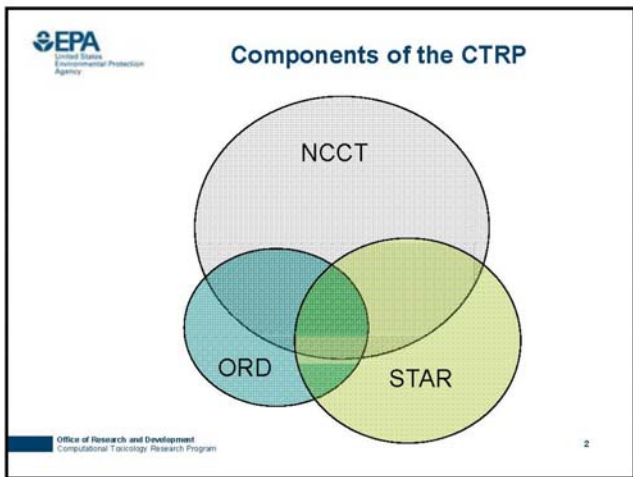 EPA
United States
Environmental Protection
Agency
Components of the CTRP
NCCT
ORD
STAR
Office of Research and Development
Computational Toxicology Research Program
2